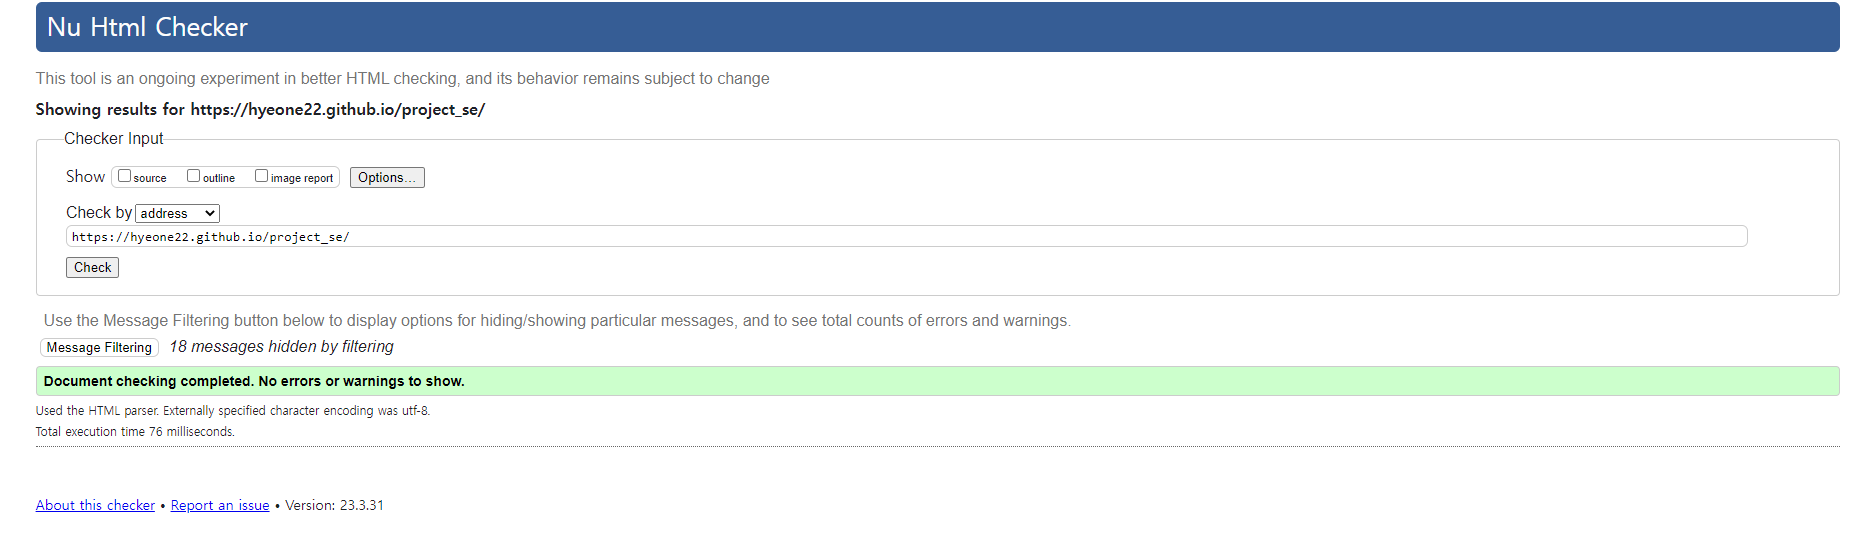 Nu Html Checker
This tool is an ongoing experiment in better HTML checking, and its behavior remains subject to change
Showing results for https://hyeone22.github.io/project_se/
Checker Input
Show source outline image report Options...
Check by address
https://hyeone22.github.io/project_se/
Check
Use the Message Filtering button below to display options for hiding/showing particular messages, and to see total counts of errors and warnings.
Message Filtering 18 messages hidden by filtering
Document checking completed. No errors or warnings to show.
Used the HTML parser. Externally specified character encoding was utf-8.
Total execution time 76 milliseconds.
About this checker • Report an issue • Version: 23.3.31